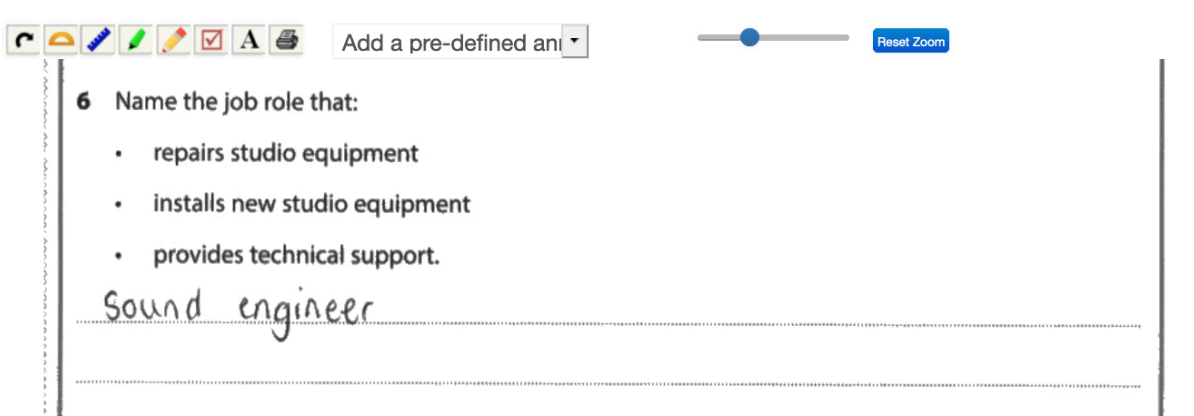 A
Add a pre-defined an
Reset Zoom
6 Name the job role that:
• repairs studio equipment
• installs new studio equipment
• provides technical support.
Sound engineer